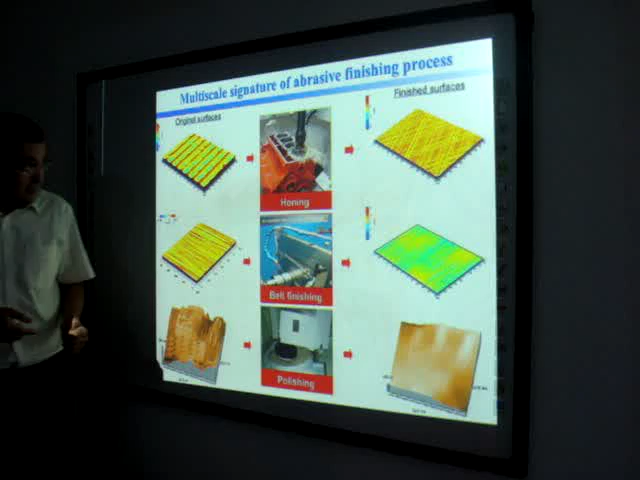 Multiscale signature of abrasive finishing process
Original surfaces
Finished surfaces
Honing
Belt finishing
Polishing